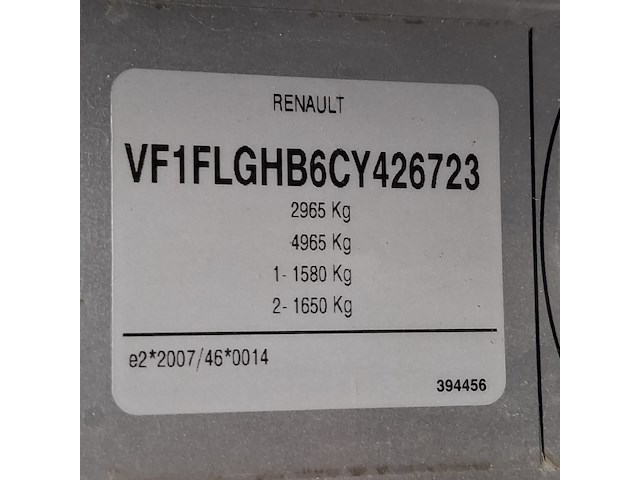 RENAULT
VF1FLGHB6CY426723
2965 Kg
4965 Kg
1- 1580 Kg
2- 1650 Kg
e2*2007/46*0014
394456